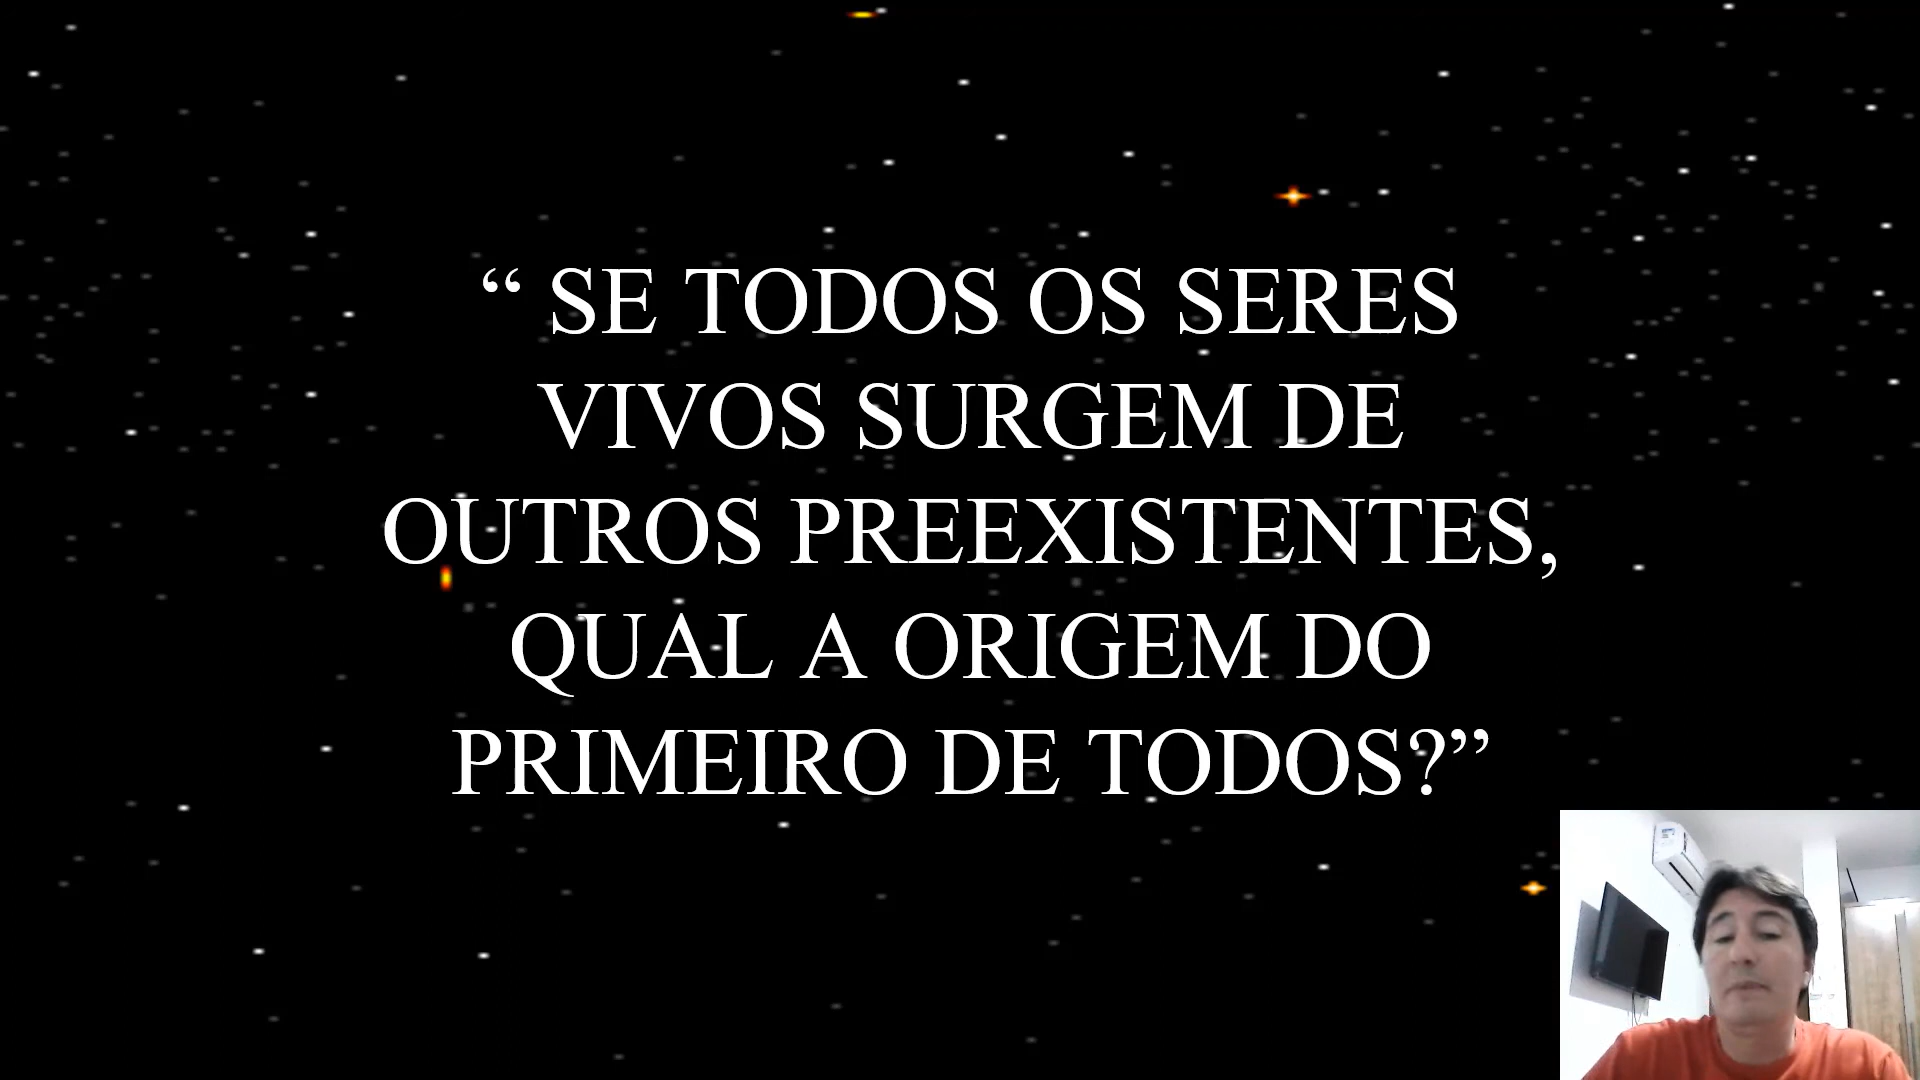 “ SE TODOS OS SERES
VIVOS SURGEM DE
OUTROS PREEXISTENTES,
QUAL A ORIGEM DO
PRIMEIRO DE TODOS?”